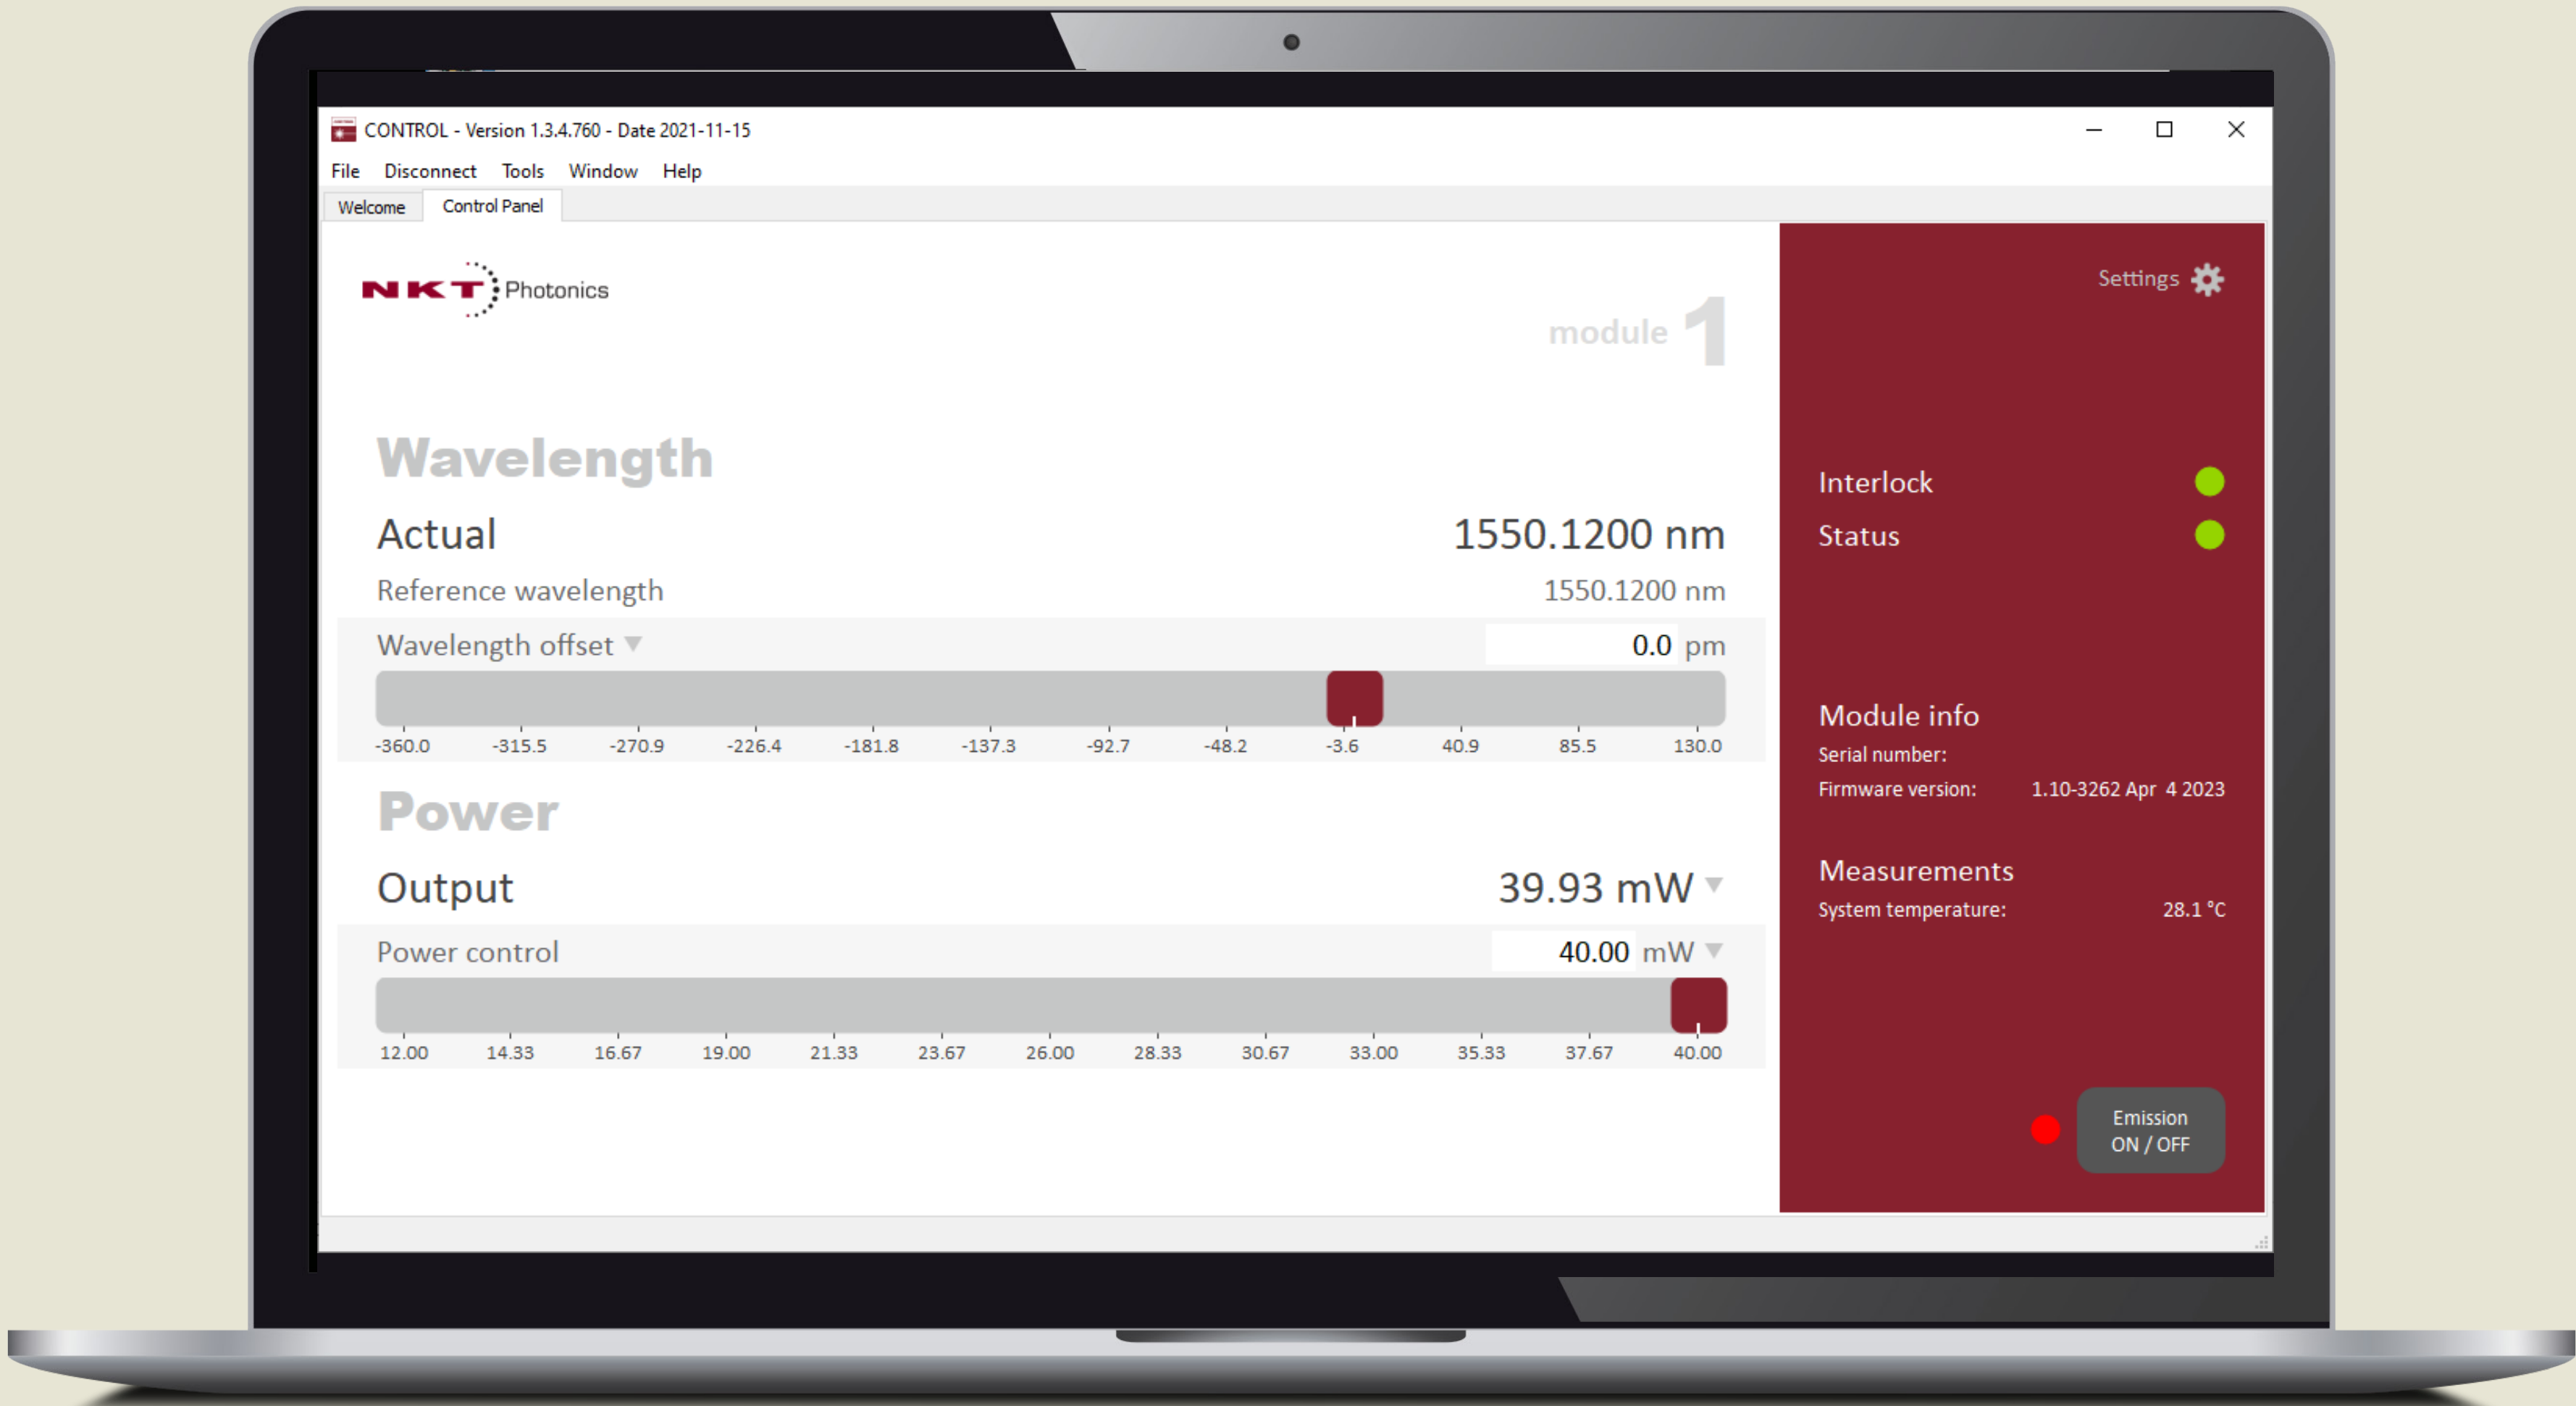 CONTROL - Version 1.3.4.760 - Date 2021-11-15
File Disconnect Tools Window Help
Welcome Control Panel
NKT Photonics
module 1
Wavelength
Actual 1550.1200 nm
Reference wavelength 1550.1200 nm
Wavelength offset 0.0 pm
-360.0 -315.5 -270.9 -226.4 -181.8 -137.3 -92.7 -48.2 -3.6 40.9 85.5 130.0
Power
Output 39.93 mW
Power control 40.00 mW
12.00 14.33 16.67 19.00 21.33 23.67 26.00 28.33 30.67 33.00 35.33 37.67 40.00
Settings
Interlock
Status
Module info
Serial number:
Firmware version: 1.10-3262 Apr 4 2023
Measurements
System temperature: 28.1 °C
Emission
ON / OFF